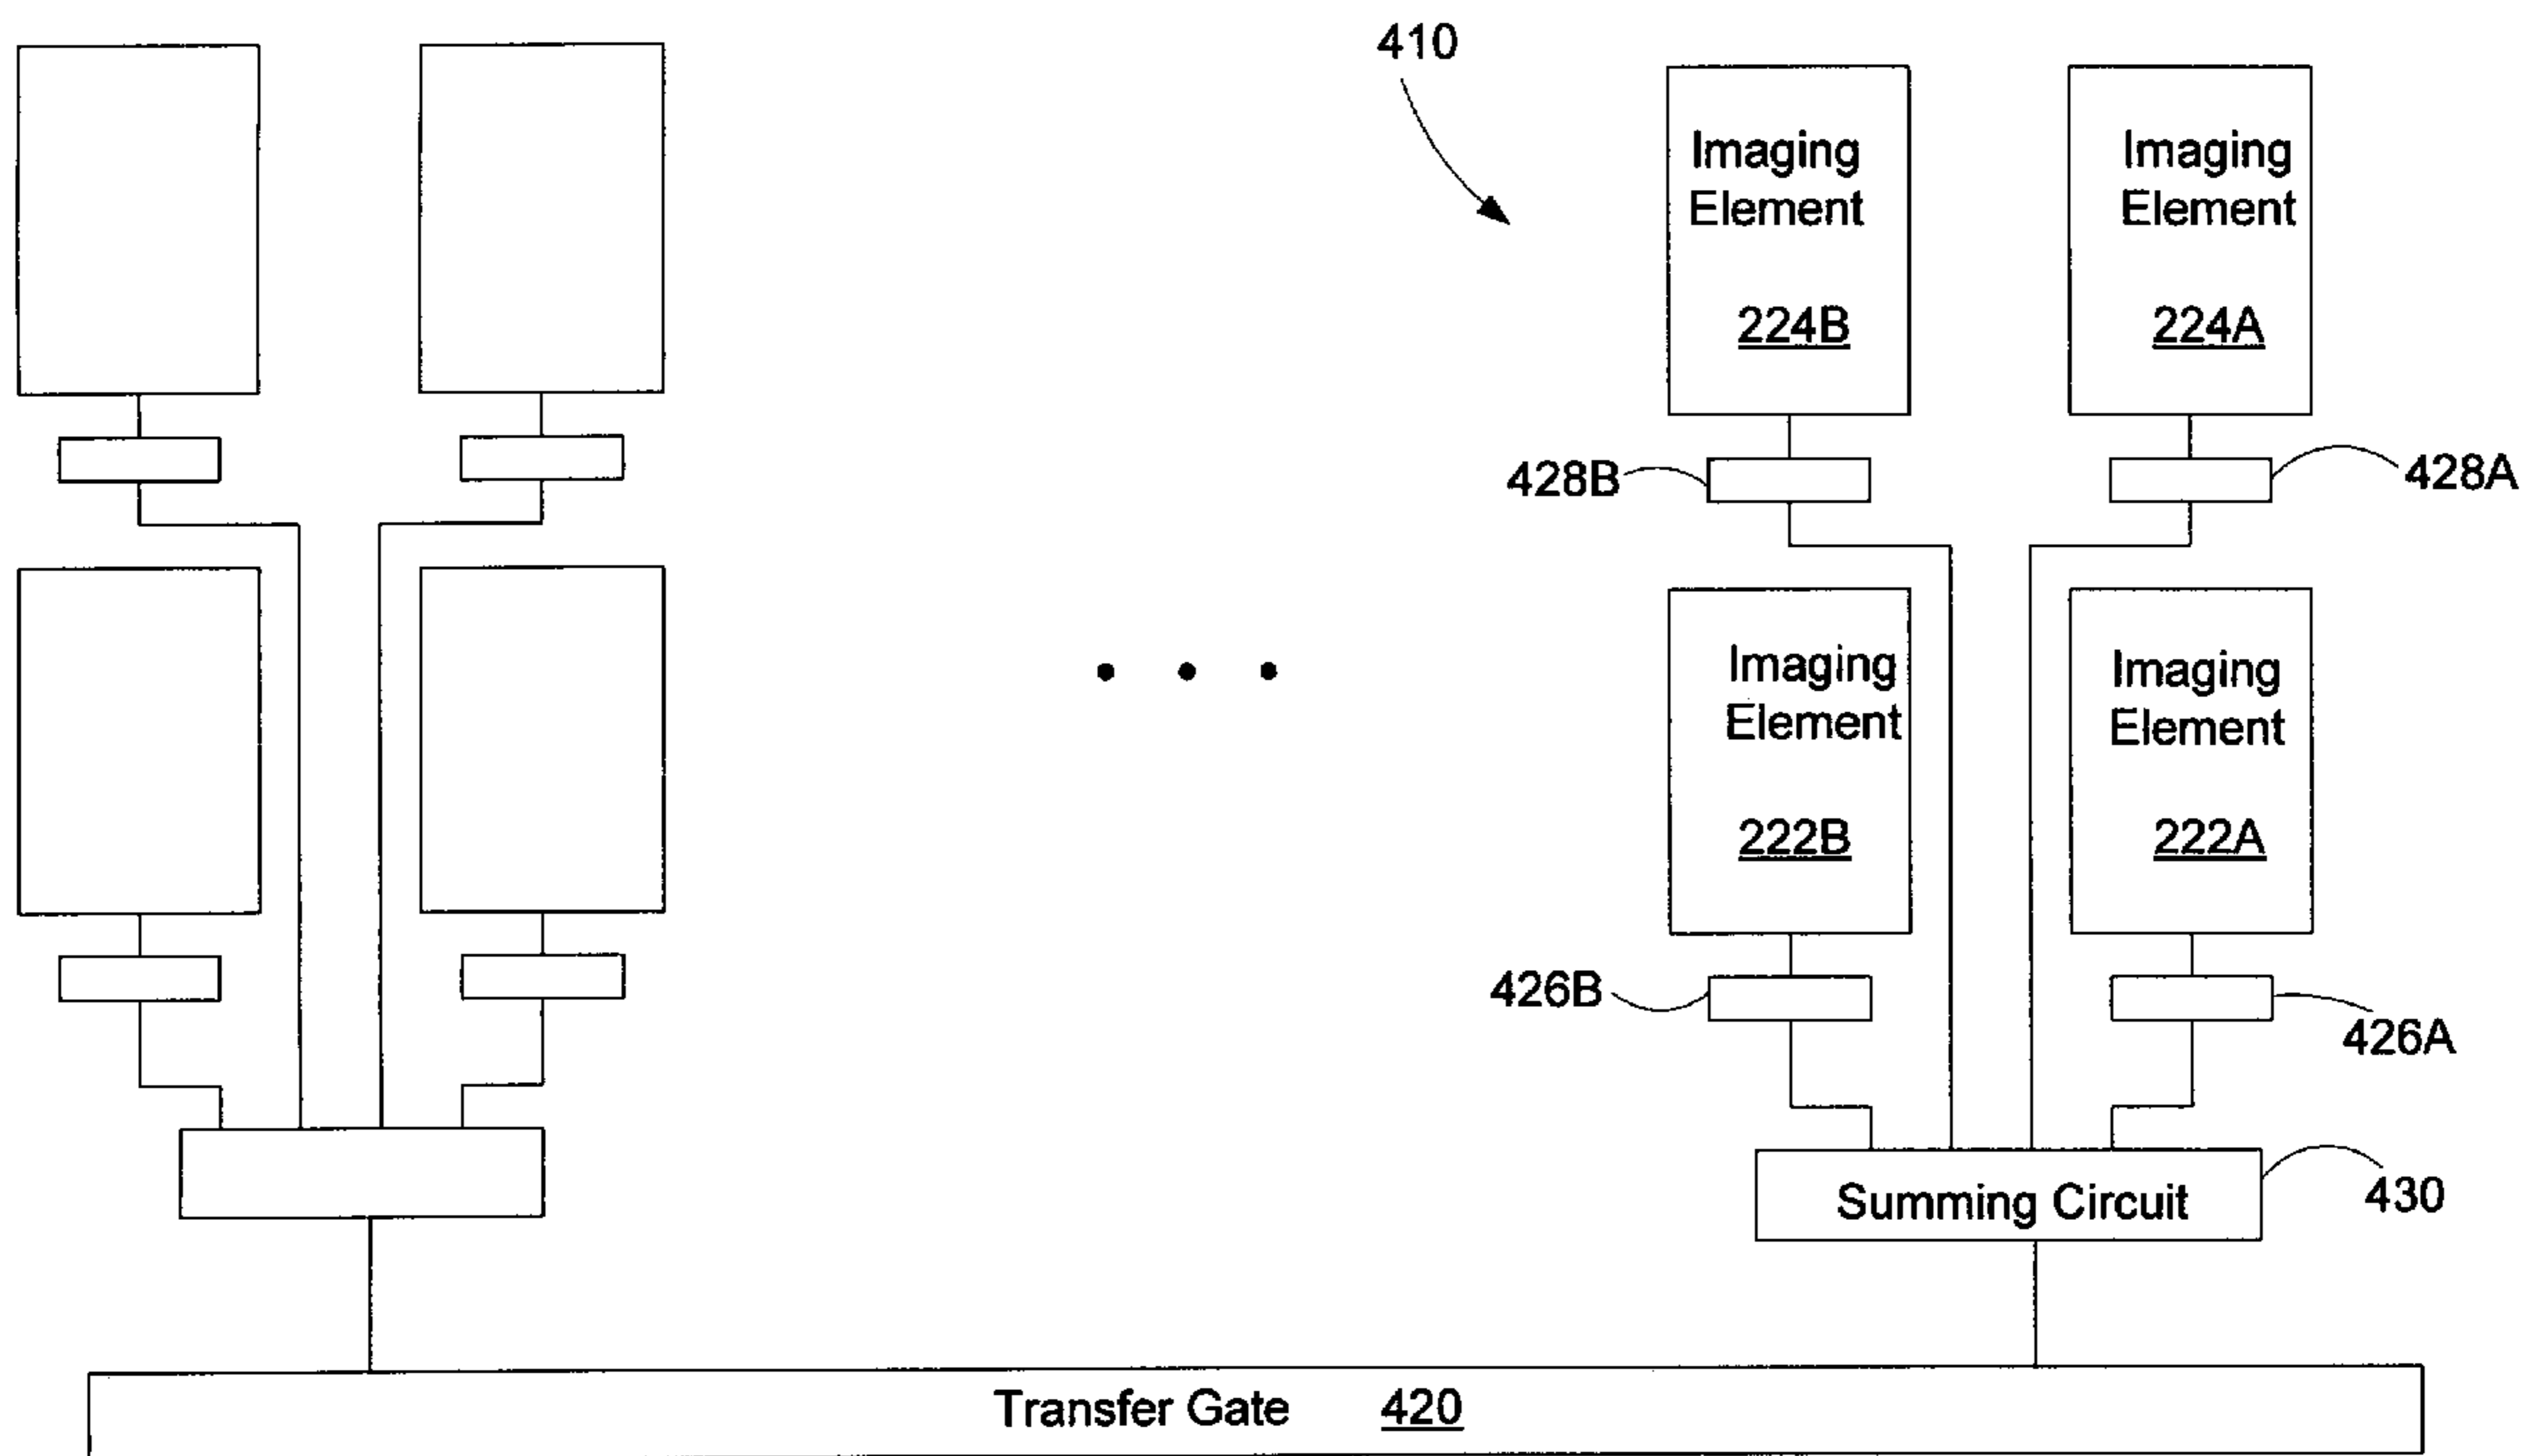 410
Imaging
Element
224B
Imaging
Element
224A
428B
428A
Imaging
Element
222B
Imaging
Element
222A
426B
426A
Summing Circuit
430
Transfer Gate 420